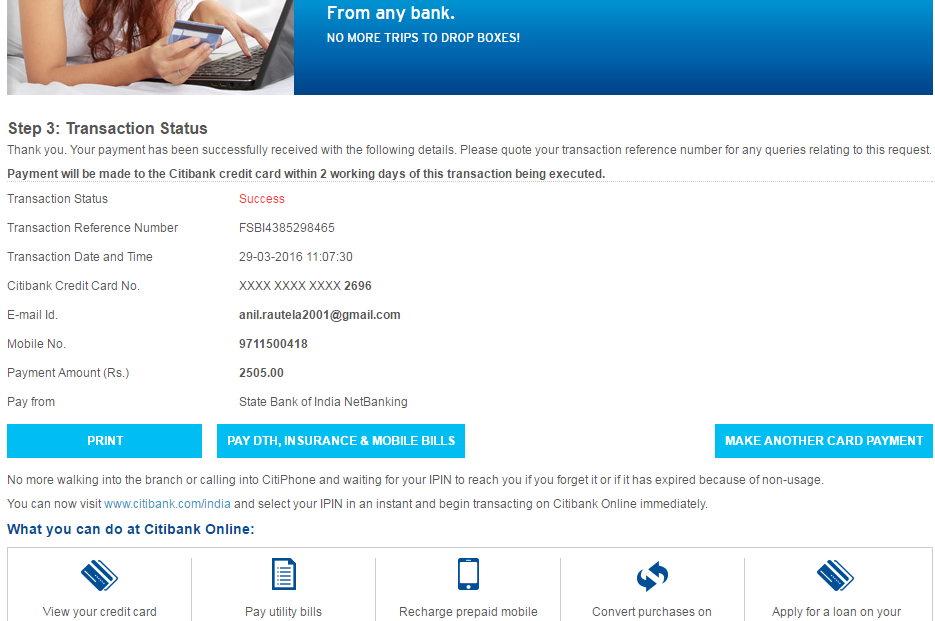 From any bank.
NO MORE TRIPS TO DROP BOXES!
Step 3: Transaction Status
Thank you. Your payment has been successfully received with the following details. Please quote your transaction reference number for any queries relating to this request.
Payment will be made to the Citibank credit card within 2 working days of this transaction being executed.
Transaction Status Success
Transaction Reference Number FSBI4385298465
Transaction Date and Time 29-03-2016 11:07:30
Citibank Credit Card No. XXXX XXXX XXXX 2696
E-mail Id. anil.rautela2001@gmail.com
Mobile No. 9711500418
Payment Amount (Rs.) 2505.00
Pay from State Bank of India NetBanking
PRINT PAY DTH, INSURANCE & MOBILE BILLS MAKE ANOTHER CARD PAYMENT
No more walking into the branch or calling into CitiPhone and waiting for your IPIN to reach you if you forget it or if it has expired because of non-usage.
You can now visit www.citibank.com/india and select your IPIN in an instant and begin transacting on Citibank Online immediately.
What you can do at Citibank Online:
View your credit card Pay utility bills Recharge prepaid mobile Convert purchases on Apply for a loan on your